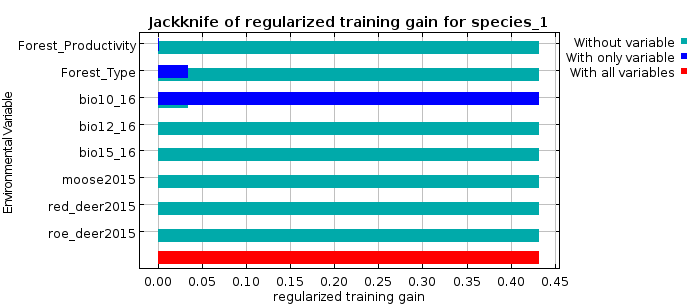 Jackknife of regularized training gain for species_1
Without variable
With only variable
With all variables
Environmental Variable
Forest_Productivity
Forest_Type
bio10_16
bio12_16
bio15_16
moose2015
red_deer2015
roe_deer2015
0.00 0.05 0.10 0.15 0.20 0.25 0.30 0.35 0.40 0.45
regularized training gain